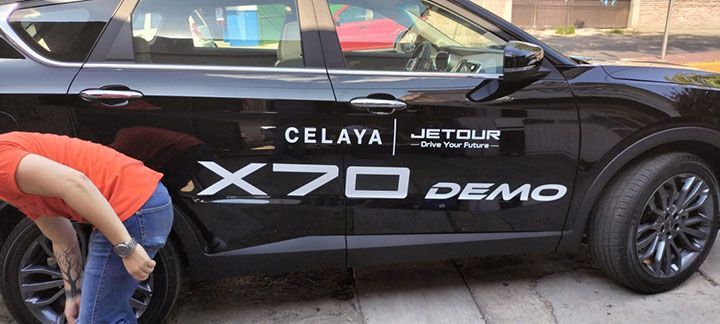 CELAYA | JETOUR
Drive Your Future
X70 DEMO